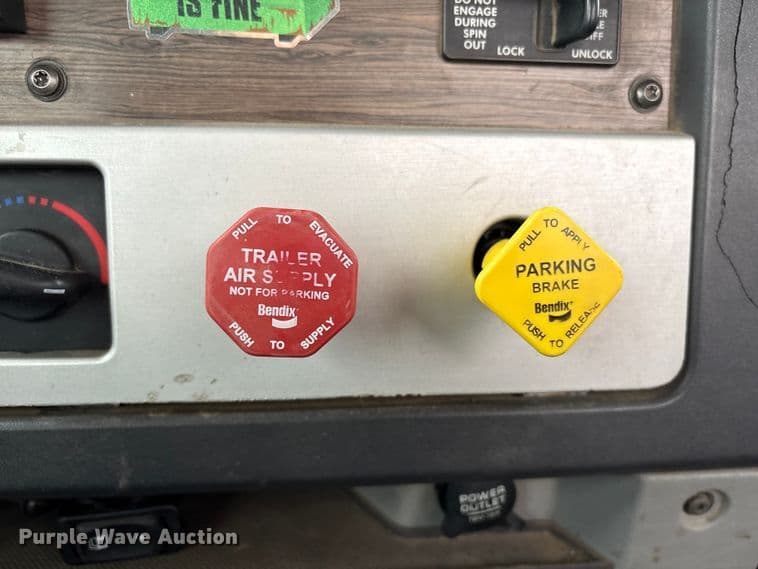 IS FINE
DO NOT
ENGAGE
DURING
SPIN
OUT
LOCK
UNLOCK
PULL TO EVACUATE
TRAILER
AIR SUPPLY
NOT FOR PARKING
Bendix
PUSH TO SUPPLY
PULL TO APPLY
PARKING
BRAKE
Bendix
PUSH TO RELEASE
POWER
OUTLET
Purple Wave Auction